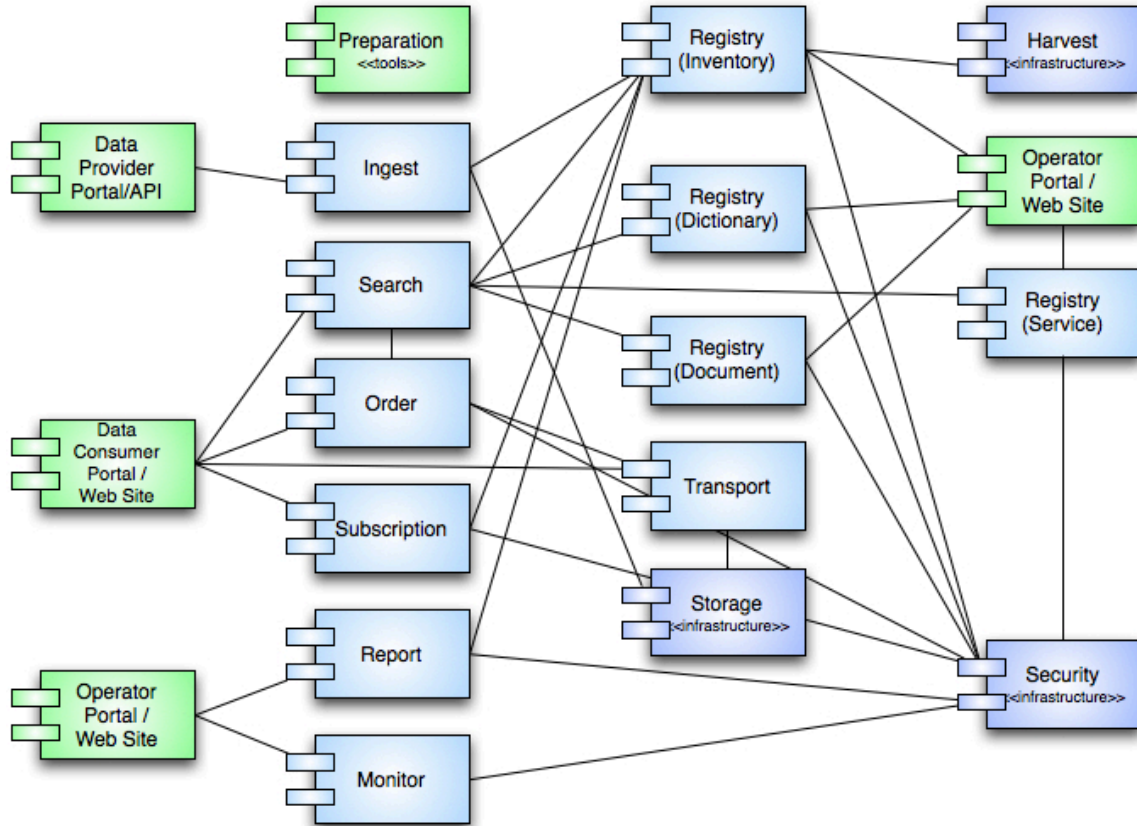 Preparation
<<tools>>
Registry
(Inventory)
Harvest
<<infrastructure>>
Data
Provider
Portal/API
Ingest
Registry
(Dictionary)
Operator
Portal /
Web Site
Search
Registry
(Service)
Registry
(Document)
Order
Data
Consumer
Portal /
Web Site
Transport
Subscription
Storage
<<infrastructure>>
Report
Security
<<infrastructure>>
Operator
Portal /
Web Site
Monitor